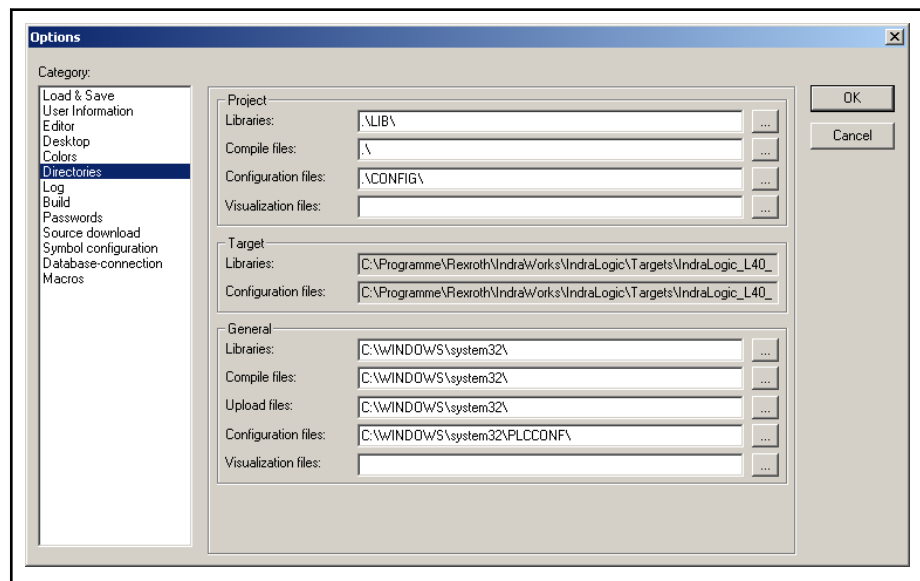 Options
Category:
Load & Save
User Information
Editor
Desktop
Colors
Directories
Log
Build
Passwords
Source download
Symbol configuration
Database-connection
Macros
Project
Libraries: .\LIB\ ...
Compile files: .\ ...
Configuration files: .\CONFIG\ ...
Visualization files: ...
Target
Libraries: C:\Programme\Rexroth\IndraWorks\IndraLogic\Targets\IndraLogic_L40_
Configuration files: C:\Programme\Rexroth\IndraWorks\IndraLogic\Targets\IndraLogic_L40_
General
Libraries: C:\WINDOWS\system32\ ...
Compile files: C:\WINDOWS\system32\ ...
Upload files: C:\WINDOWS\system32\ ...
Configuration files: C:\WINDOWS\system32\PLCCONF\ ...
Visualization files: ...
OK
Cancel